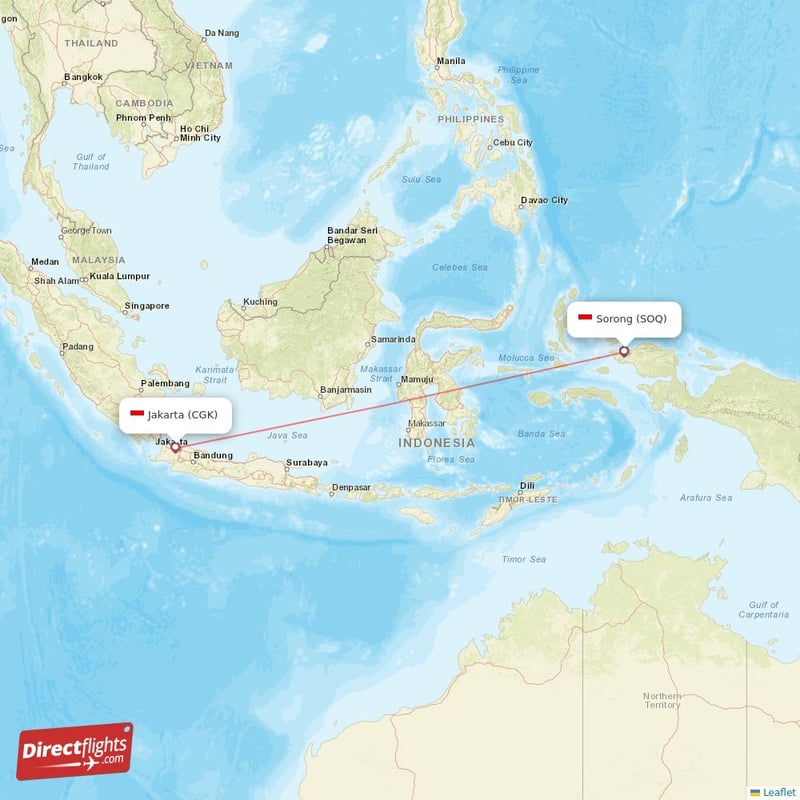 gon
THAILAND
Da Nang
VIETNAM
Bangkok
CAMBODIA
Phnom Penh
Ho Chi
Minh City
Sea
Gulf of
Thailand
Manila
Philippine
Sea
PHILIPPINES
Cebu City
Sulu Sea
Davao City
George Town
MALAYSIA
Medan
Shah Alam
Kuala Lumpur
Singapore
Bandar Seri
Begawan
Celebes Sea
Kuching
Sorong (SOQ)
Padang
Samarinda
Karimata
Strait
Makassar
Strait
Molucca Sea
Palembang
Banjarmasin
Mamuju
Jakarta (CGK)
Jakarta
Bandung
Java Sea
Surabaya
Makassar
INDONESIA
Flores Sea
Banda Sea
Denpasar
Dili
TIMOR-LESTE
Arafura Sea
Timor Sea
Gulf of
Carpentaria
Northern
Territory
Directflights
.com
Leaflet